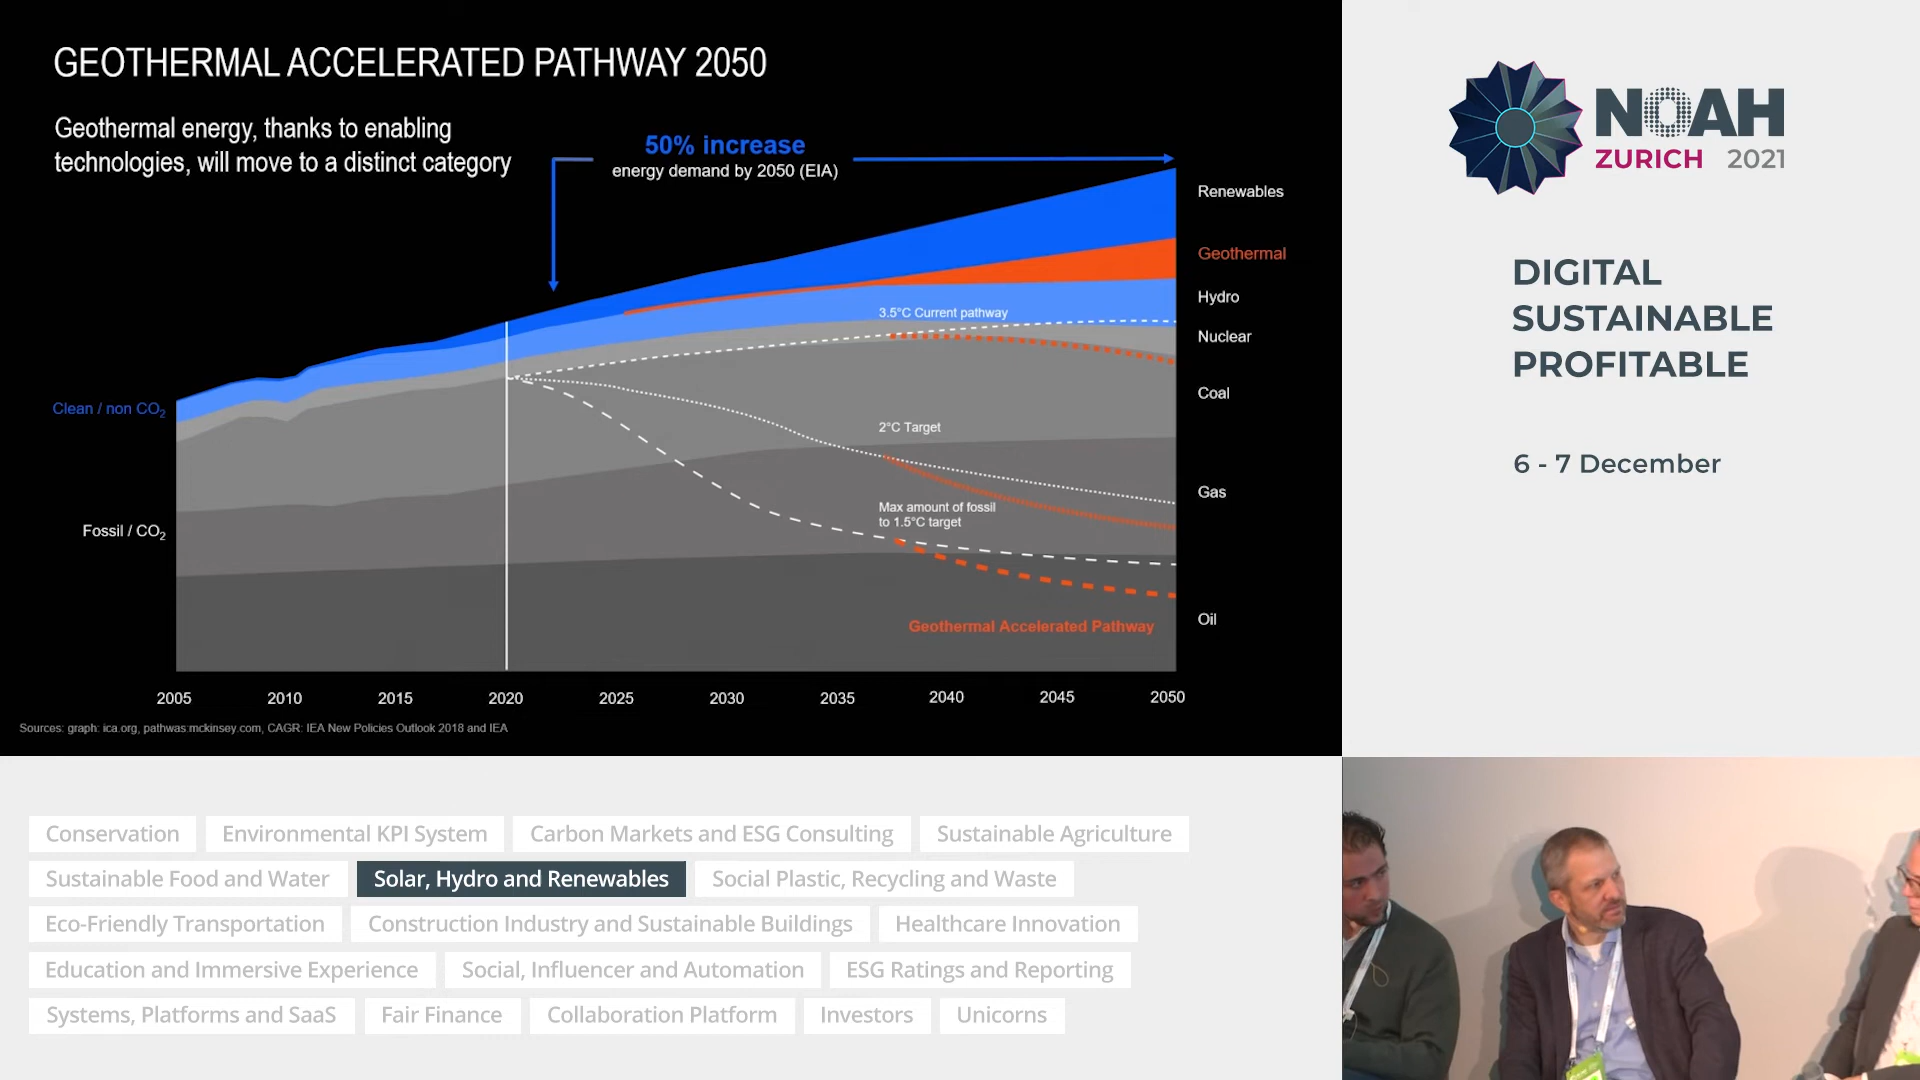 GEOTHERMAL ACCELERATED PATHWAY 2050
Geothermal energy, thanks to enabling
technologies, will move to a distinct category
50% increase
energy demand by 2050 (EIA)
Renewables
Geothermal
Hydro
3.5°C Current pathway
Nuclear
Coal
Clean / non CO₂
2°C Target
Gas
Max amount of fossil
to 1.5°C target
Fossil / CO₂
Oil
Geothermal Accelerated Pathway
2005 2010 2015 2020 2025 2030 2035 2040 2045 2050
Sources: graph: ica.org, pathwas:mckinsey.com, CAGR: IEA New Policies Outlook 2018 and IEA
NOAH
ZURICH 2021
DIGITAL
SUSTAINABLE
PROFITABLE
6 - 7 December
Conservation Environmental KPI System Carbon Markets and ESG Consulting Sustainable Agriculture
Sustainable Food and Water Solar, Hydro and Renewables Social Plastic, Recycling and Waste
Eco-Friendly Transportation Construction Industry and Sustainable Buildings Healthcare Innovation
Education and Immersive Experience Social, Influencer and Automation ESG Ratings and Reporting
Systems, Platforms and SaaS Fair Finance Collaboration Platform Investors Unicorns